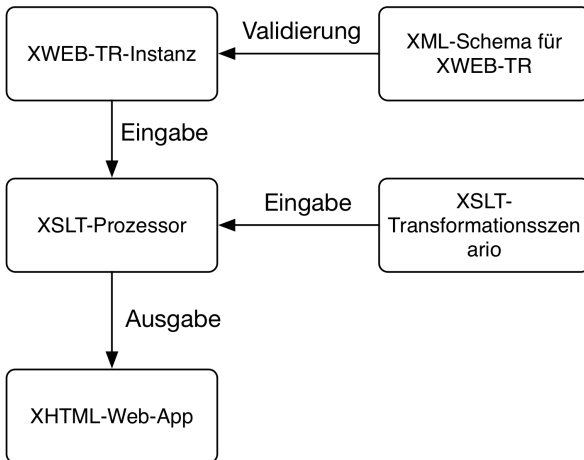 XWEB-TR-Instanz
Validierung
XML-Schema für
XWEB-TR
Eingabe
XSLT-Prozessor
Eingabe
XSLT-
Transformationsszen
ario
Ausgabe
XHTML-Web-App